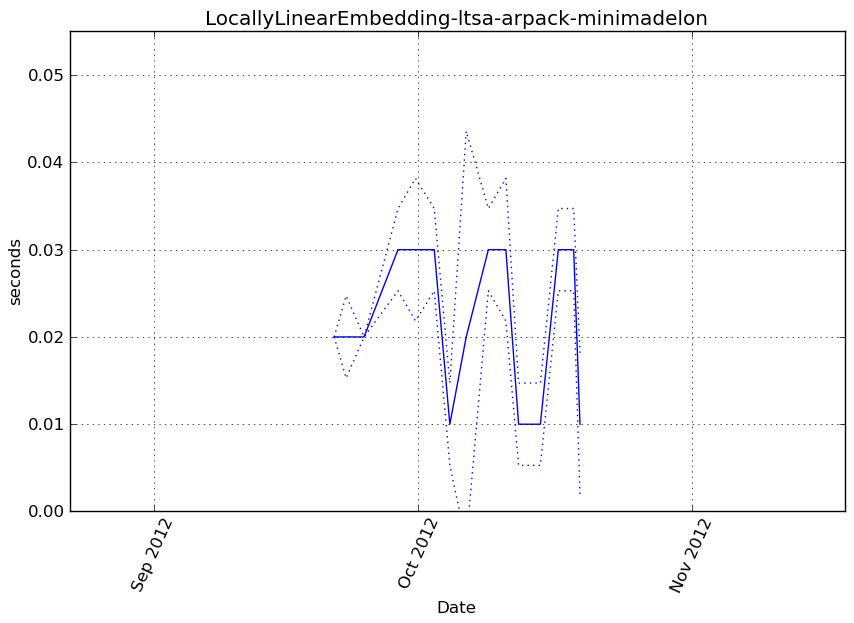 LocallyLinearEmbedding-ltsa-arpack-minimadelon
0.05
0.04
0.03
0.02
0.01
0.00
seconds
Sep 2012
Oct 2012
Nov 2012
Date